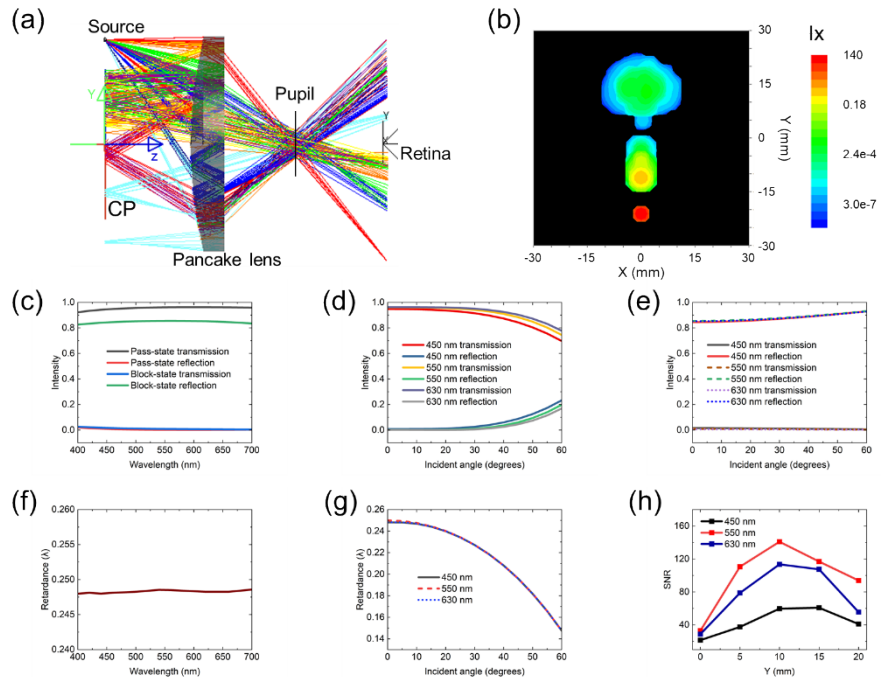 (a)
Source
Y
Z
CP
Pancake lens
Pupil
Y
Retina
(b)
lx
140
0.18
2.4e-4
3.0e-7
30
15
0
-15
-30
Y (mm)
-30 -15 0 15 30
X (mm)
(c)
1.0
0.8
0.6
0.4
0.2
0.0
Intensity
Pass-state transmission
Pass-state reflection
Block-state transmission
Block-state reflection
400 450 500 550 600 650 700
Wavelength (nm)
(d)
1.0
0.8
0.6
0.4
0.2
0.0
Intensity
450 nm transmission
450 nm reflection
550 nm transmission
550 nm reflection
630 nm transmission
630 nm reflection
0 10 20 30 40 50 60
Incident angle (degrees)
(e)
1.0
0.8
0.6
0.4
0.2
0.0
Intensity
450 nm transmission
450 nm reflection
550 nm transmission
550 nm reflection
630 nm transmission
630 nm reflection
0 10 20 30 40 50 60
Incident angle (degrees)
(f)
0.260
0.255
0.250
0.245
0.240
Retardance (λ)
400 450 500 550 600 650 700
Wavelength (nm)
(g)
0.26
0.24
0.22
0.20
0.18
0.16
0.14
Retardance (λ)
450 nm
550 nm
630 nm
0 10 20 30 40 50 60
Incident angle (degrees)
(h)
160
120
80
40
SNR
450 nm
550 nm
630 nm
0 5 10 15 20
Y (mm)